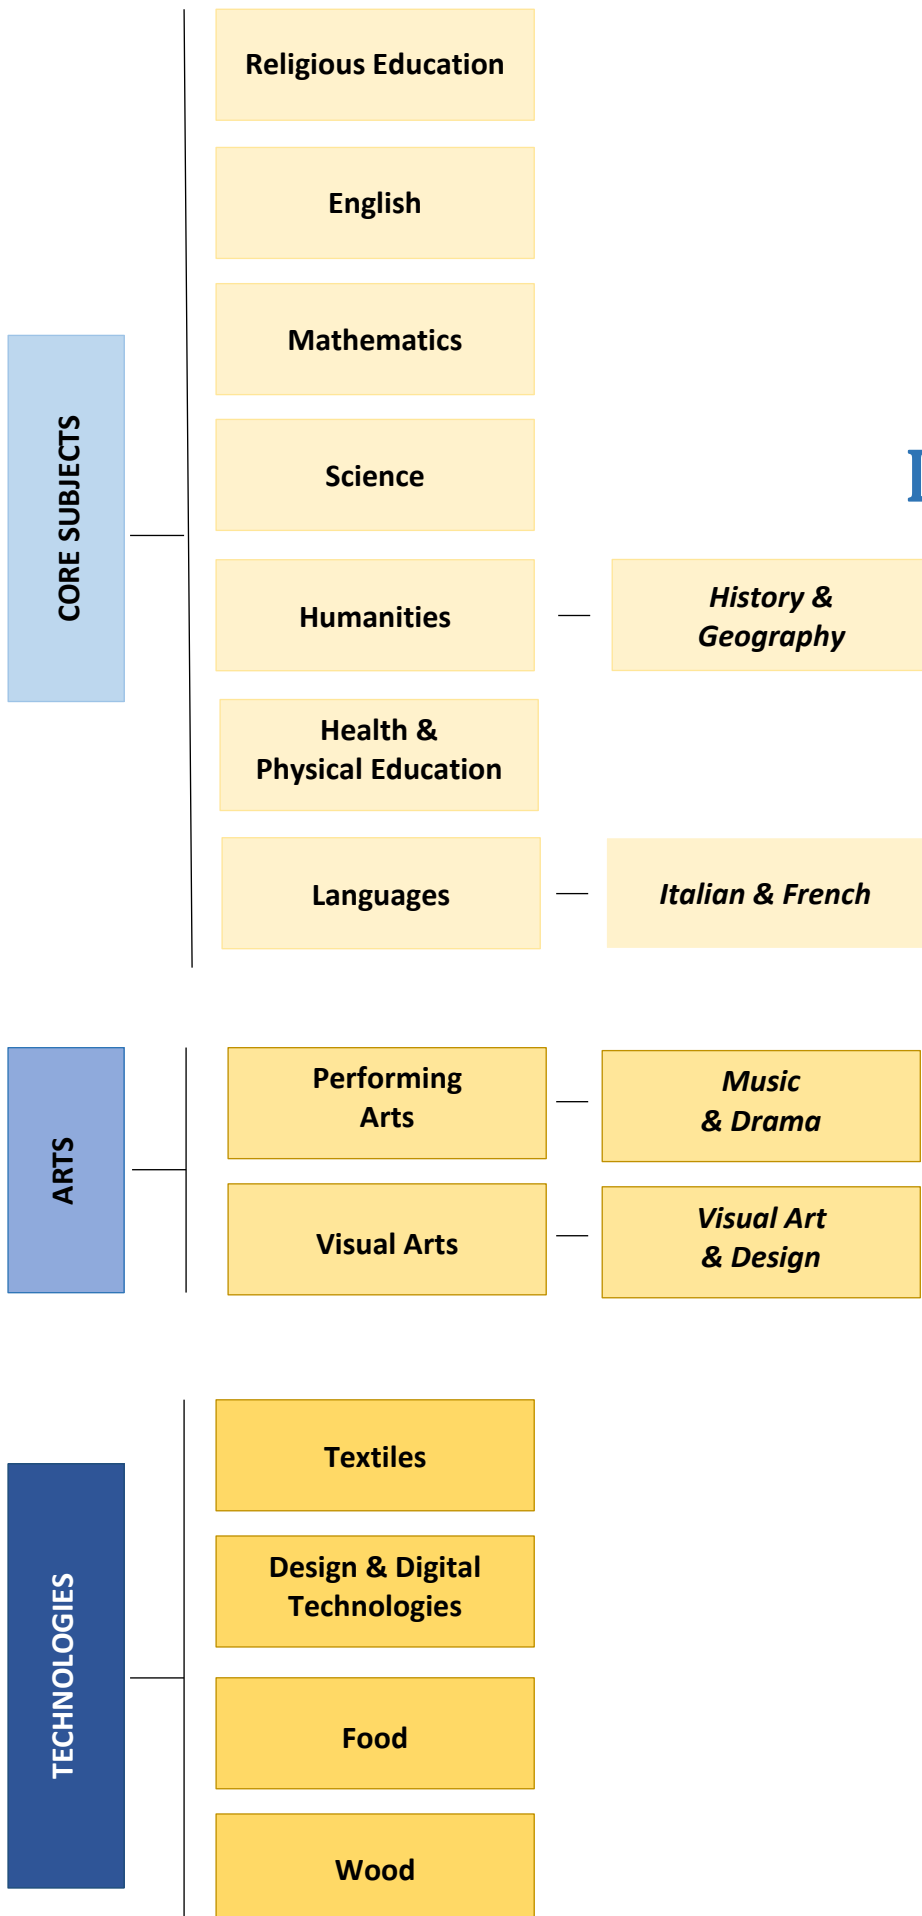 CORE SUBJECTS
Religious Education
English
Mathematics
Science
Humanities
History &
Geography
Health &
Physical Education
Languages
Italian & French
ARTS
Performing
Arts
Music
& Drama
Visual Arts
Visual Art
& Design
TECHNOLOGIES
Textiles
Design & Digital
Technologies
Food
Wood